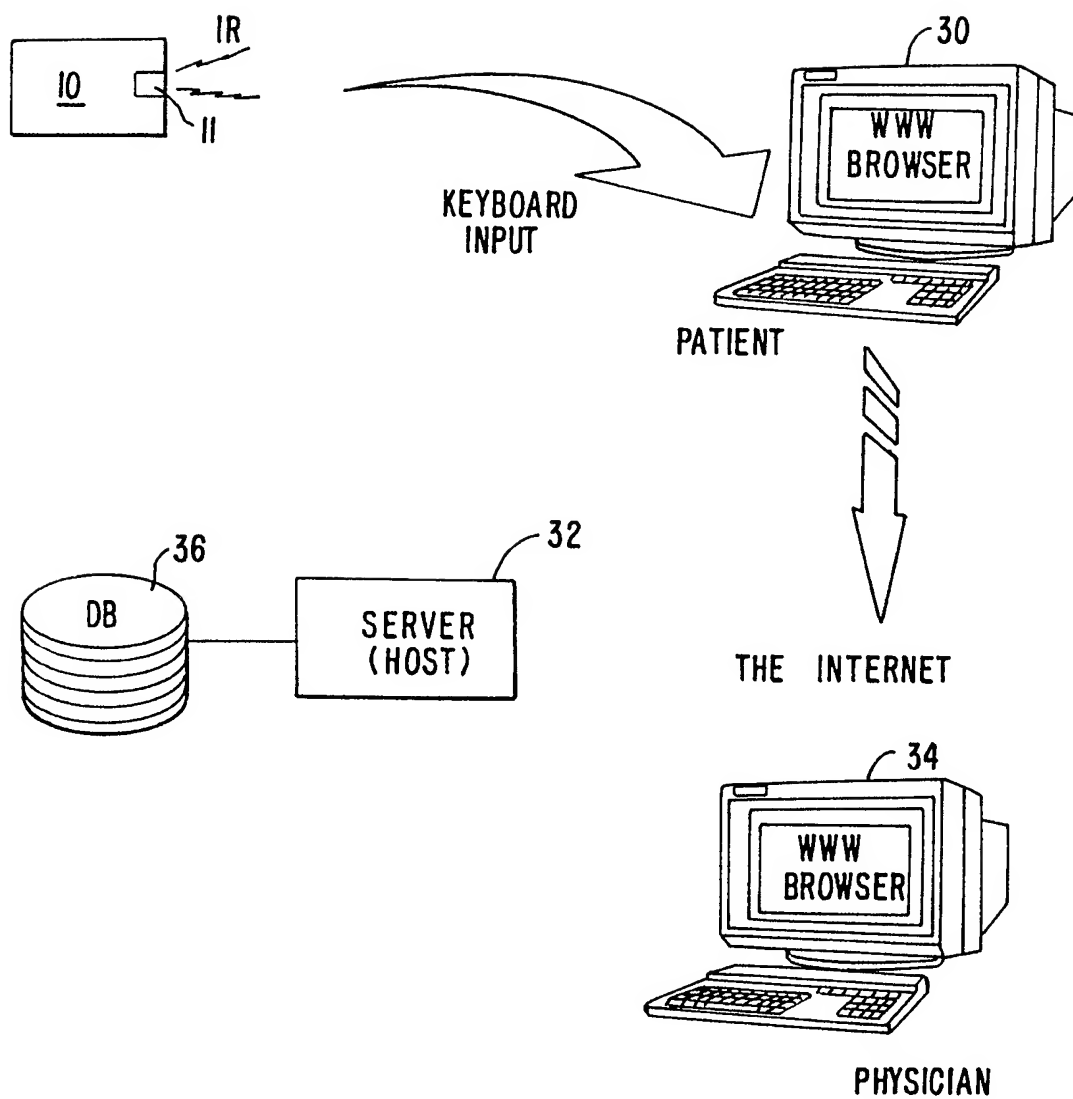 IR
10
11
30
WWW
BROWSER
KEYBOARD
INPUT
PATIENT
36
DB
32
SERVER
(HOST)
THE INTERNET
34
WWW
BROWSER
PHYSICIAN